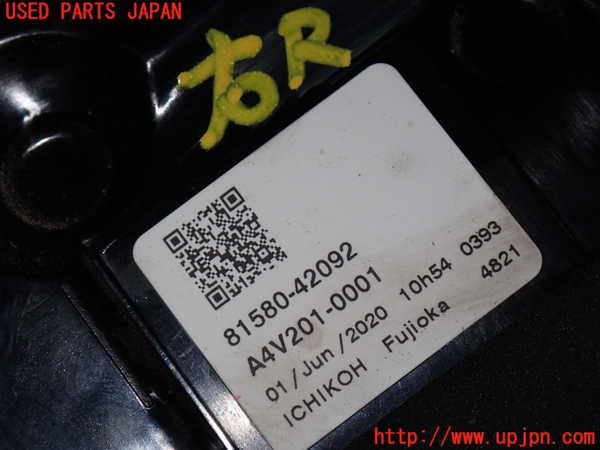 USED PARTS JAPAN
右R
81580-42092
A4V201-0001
01/Jun/2020 10h54 0393
ICHIKOH Fujioka 4821
http://www.upjpn.com